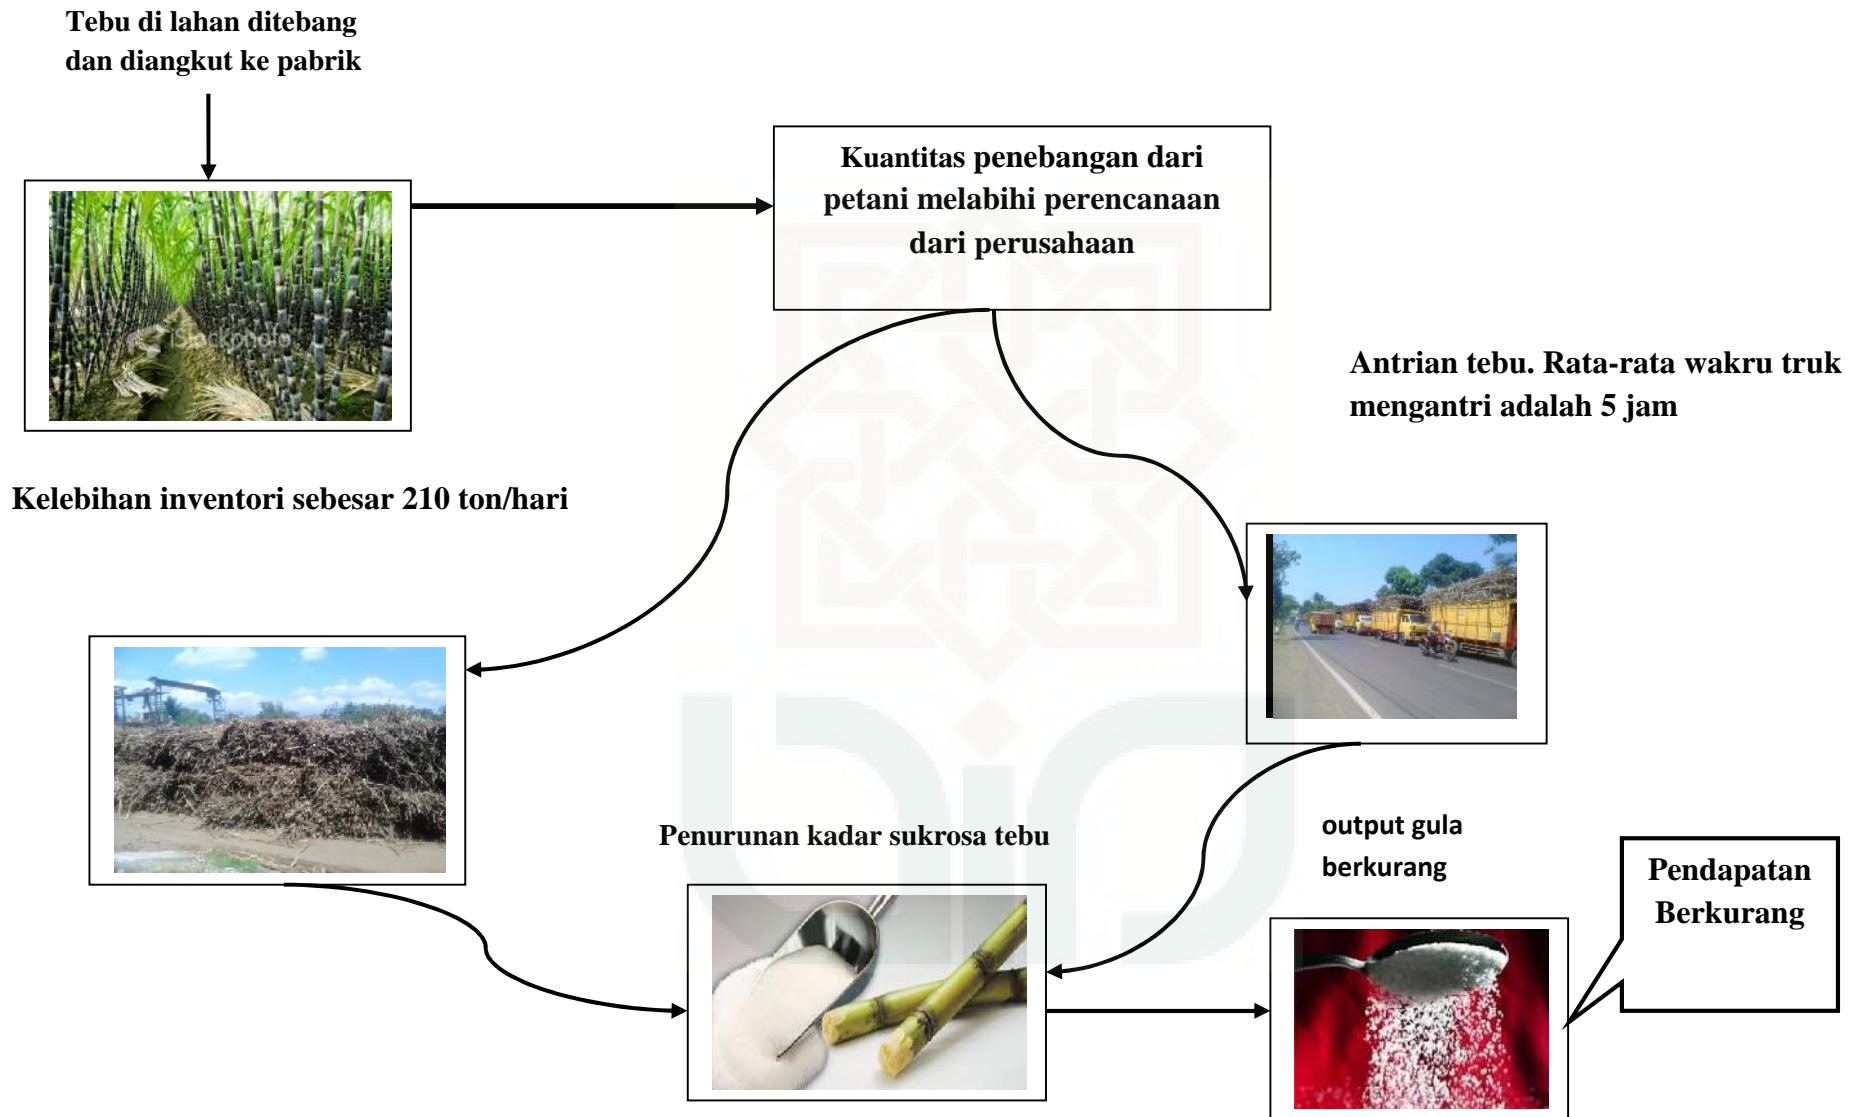 Tebu di lahan ditebang
dan diangkut ke pabrik
Kuantitas penebangan dari
petani melabihi perencanaan
dari perusahaan
iStockphoto
Antrian tebu. Rata-rata wakru truk
mengantri adalah 5 jam
Kelebihan inventori sebesar 210 ton/hari
Penurunan kadar sukrosa tebu
output gula
berkurang
Pendapatan
Berkurang